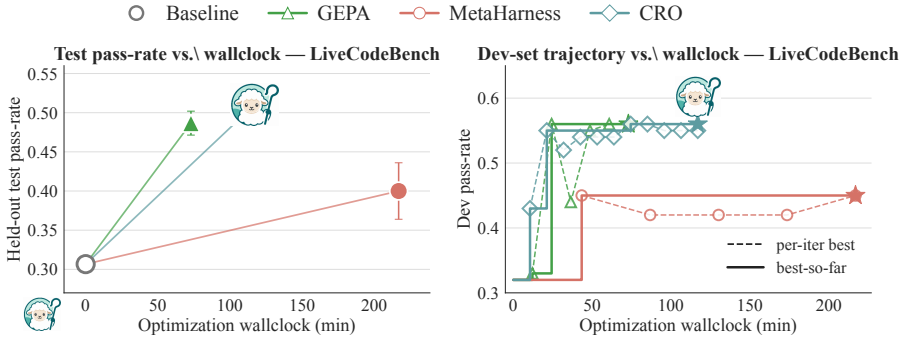 Baseline GEPA MetaHarness CRO
Test pass-rate vs.\ wallclock — LiveCodeBench
Held-out test pass-rate
0.55
0.50
0.45
0.40
0.35
0.30
0 50 100 150 200
Optimization wallclock (min)
Dev-set trajectory vs.\ wallclock — LiveCodeBench
Dev pass-rate
0.6
0.5
0.4
0.3
per-iter best
best-so-far
0 50 100 150 200
Optimization wallclock (min)